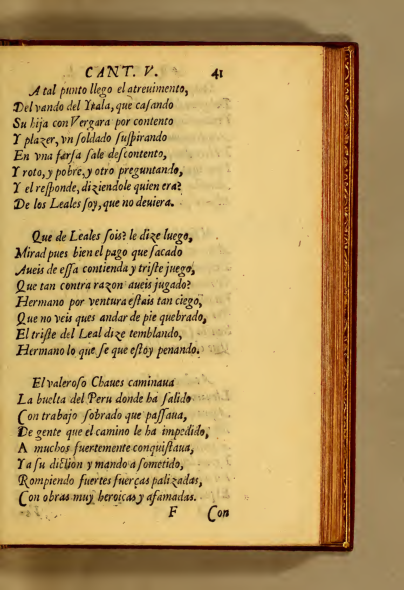 CANT. V. 41
A tal punto llego el atreuimento,
Del vando del Yrala, que casando
Su hija con Vergara por contento
Y plazer, vn soldado suspirando
En vna farsa sale descontento,
Y roto, y pobre, y otro preguntando,
Y el responde, diziendole quien era?
De los Leales soy, que no deuiera.
Que de Leales sois? le dize luego,
Mirad pues bien el pago que sacado
Aueis de essa contienda y triste juego,
Que tan contra razon aueis jugado?
Hermano por ventura estais tan ciego,
Que no veis ques andar de pie quebrado,
El triste del Leal dize temblando,
Hermano lo que se que estoy penando.
El valeroso Chaues caminaua
La buelta del Peru donde ha salido
Con trabajo sobrado que passaua,
De gente que el camino le ha impedido,
A muchos fuertemente conquistaua,
Y a su diction y mando a sometido,
Rompiendo fuertes fuerças palizadas,
Con obras muy heroicas y afamadas.
F Con